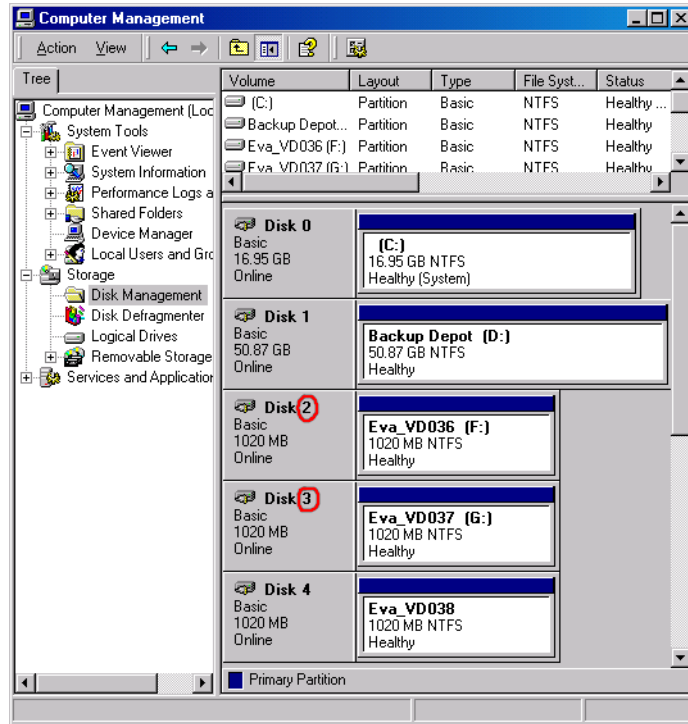 Computer Management
Action View
Tree
Volume Layout Type File Syst... Status
(C:) Partition Basic NTFS Healthy ...
Backup Depot... Partition Basic NTFS Healthy
Eva_VD036 (F:) Partition Basic NTFS Healthy
Eva_VD037 (G:) Partition Basic NTFS Healthy
Computer Management (Loc
System Tools
Event Viewer
System Information
Performance Logs a
Shared Folders
Device Manager
Local Users and Gro
Storage
Disk Management
Disk Defragmenter
Logical Drives
Removable Storage
Services and Application
Disk 0
Basic
16.95 GB
Online
(C:)
16.95 GB NTFS
Healthy (System)
Disk 1
Basic
50.87 GB
Online
Backup Depot (D:)
50.87 GB NTFS
Healthy
Disk 2
Basic
1020 MB
Online
Eva_VD036 (F:)
1020 MB NTFS
Healthy
Disk 3
Basic
1020 MB
Online
Eva_VD037 (G:)
1020 MB NTFS
Healthy
Disk 4
Basic
1020 MB
Online
Eva_VD038
1020 MB NTFS
Healthy
Primary Partition